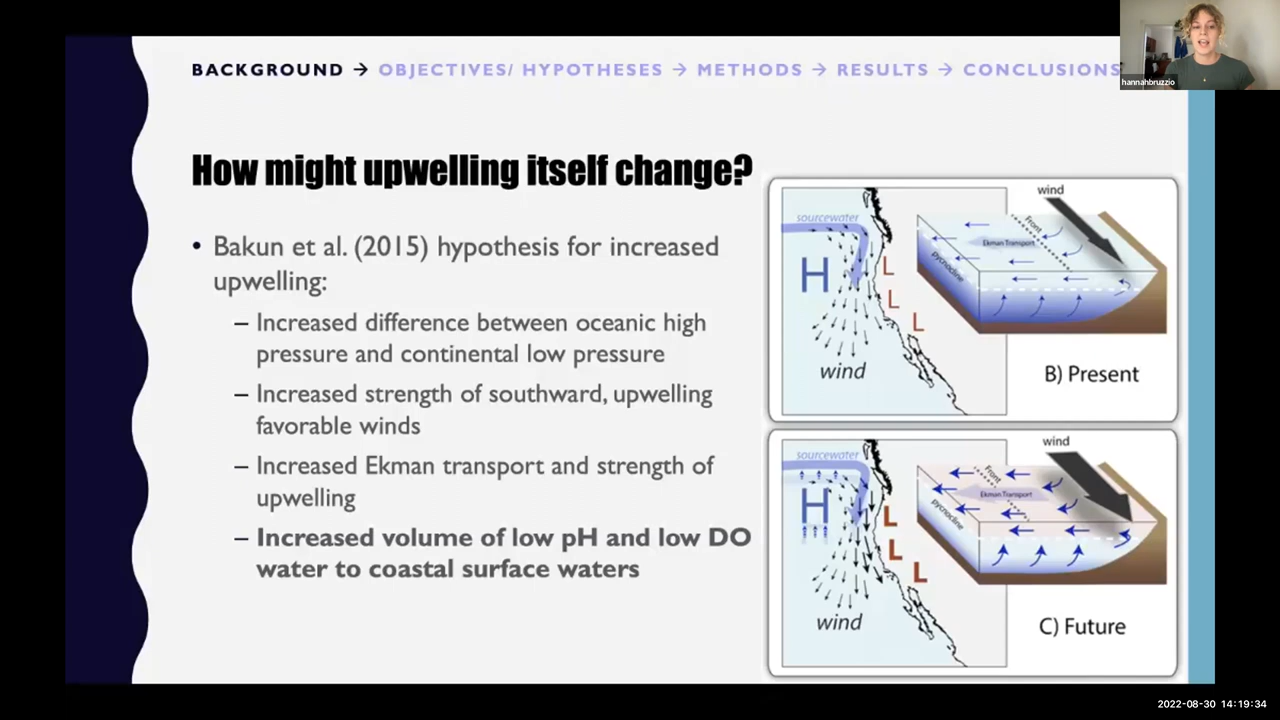 BACKGROUND → OBJECTIVES/ HYPOTHESES → METHODS → RESULTS → CONCLUSIONS
hannahbruzzio
How might upwelling itself change?
• Bakun et al. (2015) hypothesis for increased
upwelling:
– Increased difference between oceanic high
pressure and continental low pressure
– Increased strength of southward, upwelling
favorable winds
– Increased Ekman transport and strength of
upwelling
– Increased volume of low pH and low DO
water to coastal surface waters
sourcewater
H
L
L
L
wind
wind
Front
Ekman Transport
pycnocline
B) Present
sourcewater
H
L
L
L
wind
wind
Front
Ekman Transport
pycnocline
C) Future
2022-08-30 14:19:34